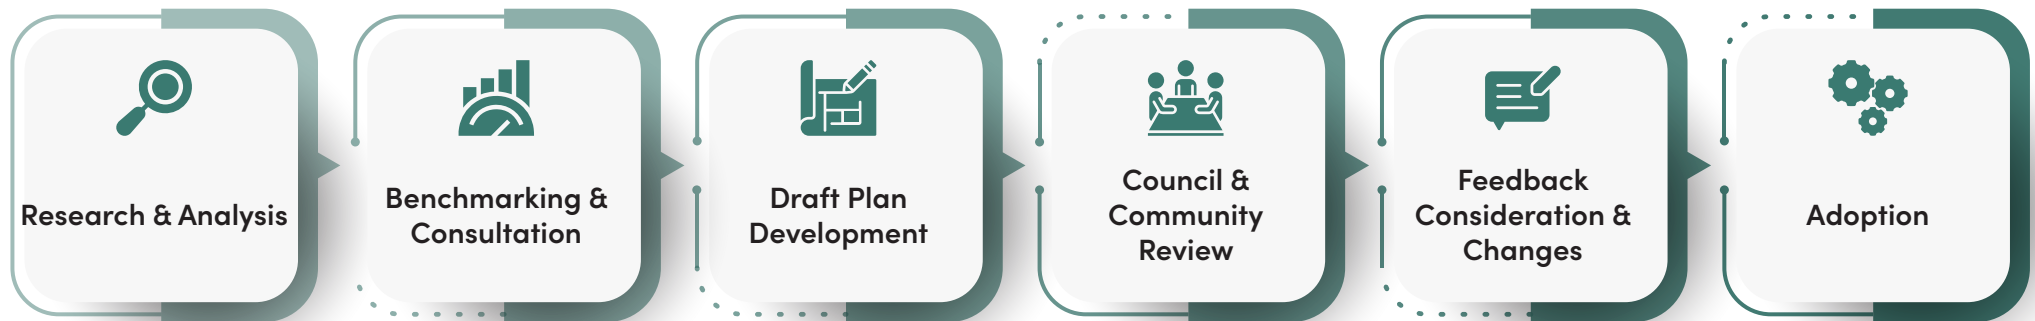 Research & Analysis
Benchmarking &
Consultation
Draft Plan
Development
Council &
Community
Review
Feedback
Consideration &
Changes
Adoption